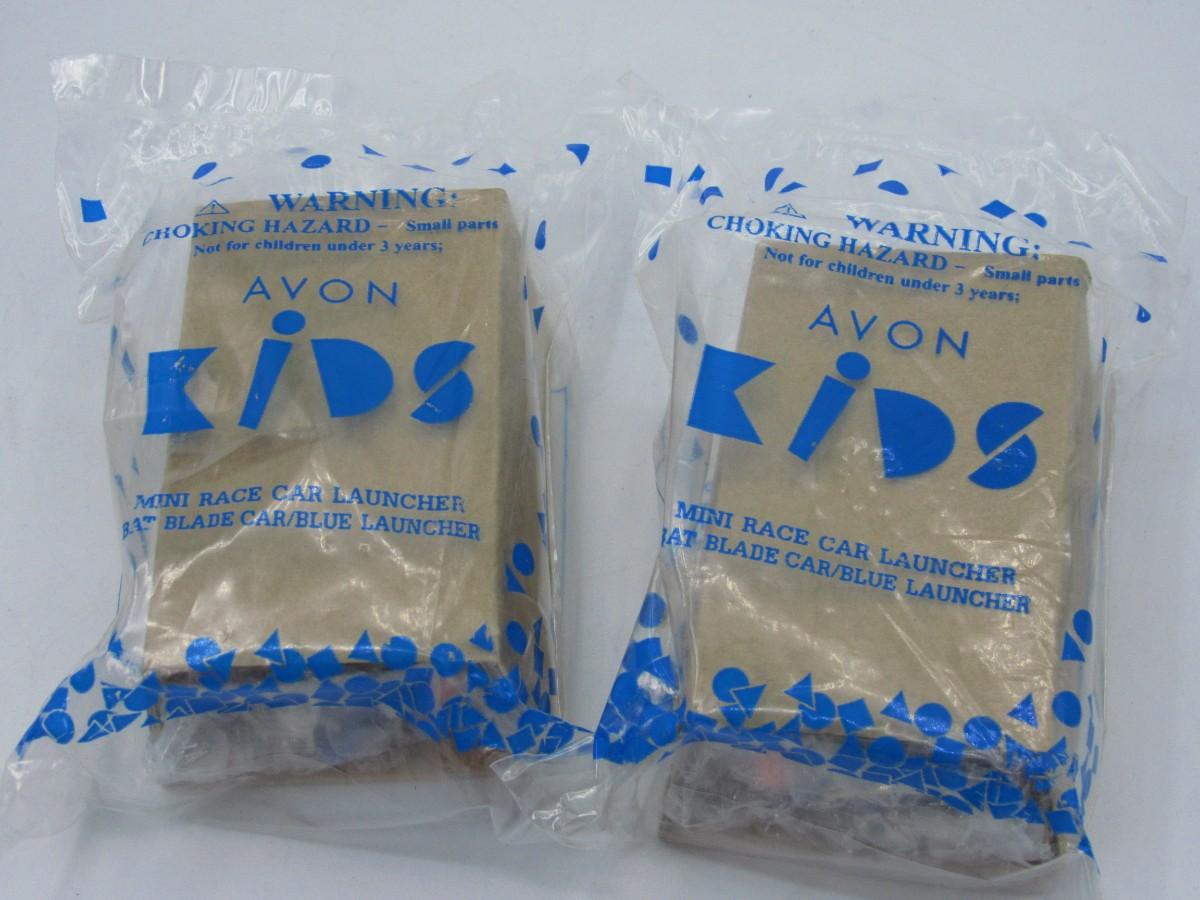 WARNING:
CHOKING HAZARD - Small parts
Not for children under 3 years;
AVON
KiDS
MINI RACE CAR LAUNCHER
BAT BLADE CAR/BLUE LAUNCHER
WARNING:
CHOKING HAZARD - Small parts
Not for children under 3 years;
AVON
KiDS
MINI RACE CAR LAUNCHER
BAT BLADE CAR/BLUE LAUNCHER